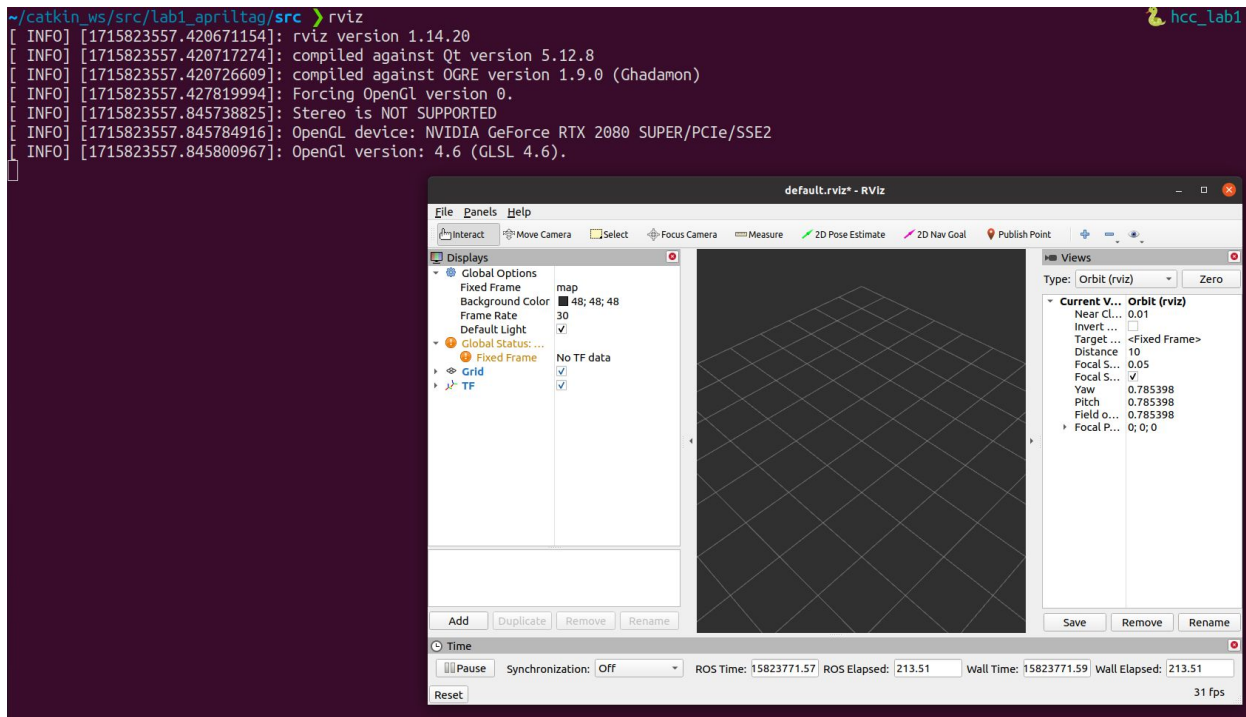 ~/catkin_ws/src/lab1_apriltag/src ❯ rviz hcc_lab1
[ INFO] [1715823557.420671154]: rviz version 1.14.20
[ INFO] [1715823557.420717274]: compiled against Qt version 5.12.8
[ INFO] [1715823557.420726609]: compiled against OGRE version 1.9.0 (Ghadamon)
[ INFO] [1715823557.427819994]: Forcing OpenGl version 0.
[ INFO] [1715823557.845738825]: Stereo is NOT SUPPORTED
[ INFO] [1715823557.845784916]: OpenGL device: NVIDIA GeForce RTX 2080 SUPER/PCIe/SSE2
[ INFO] [1715823557.845800967]: OpenGl version: 4.6 (GLSL 4.6).
default.rviz* - RViz
File Panels Help
Interact Move Camera Select Focus Camera Measure 2D Pose Estimate 2D Nav Goal Publish Point
Displays
Global Options
Fixed Frame map
Background Color 48; 48; 48
Frame Rate 30
Default Light ✓
Global Status: ...
Fixed Frame No TF data
Grid ✓
TF ✓
Add Duplicate Remove Rename
Views
Type: Orbit (rviz) Zero
Current V... Orbit (rviz)
Near Cl... 0.01
Invert ...
Target ... <Fixed Frame>
Distance 10
Focal S... 0.05
Focal S... ✓
Yaw 0.785398
Pitch 0.785398
Field o... 0.785398
Focal P... 0; 0; 0
Save Remove Rename
Time
Pause Synchronization: Off ROS Time: 15823771.57 ROS Elapsed: 213.51 Wall Time: 15823771.59 Wall Elapsed: 213.51
Reset 31 fps